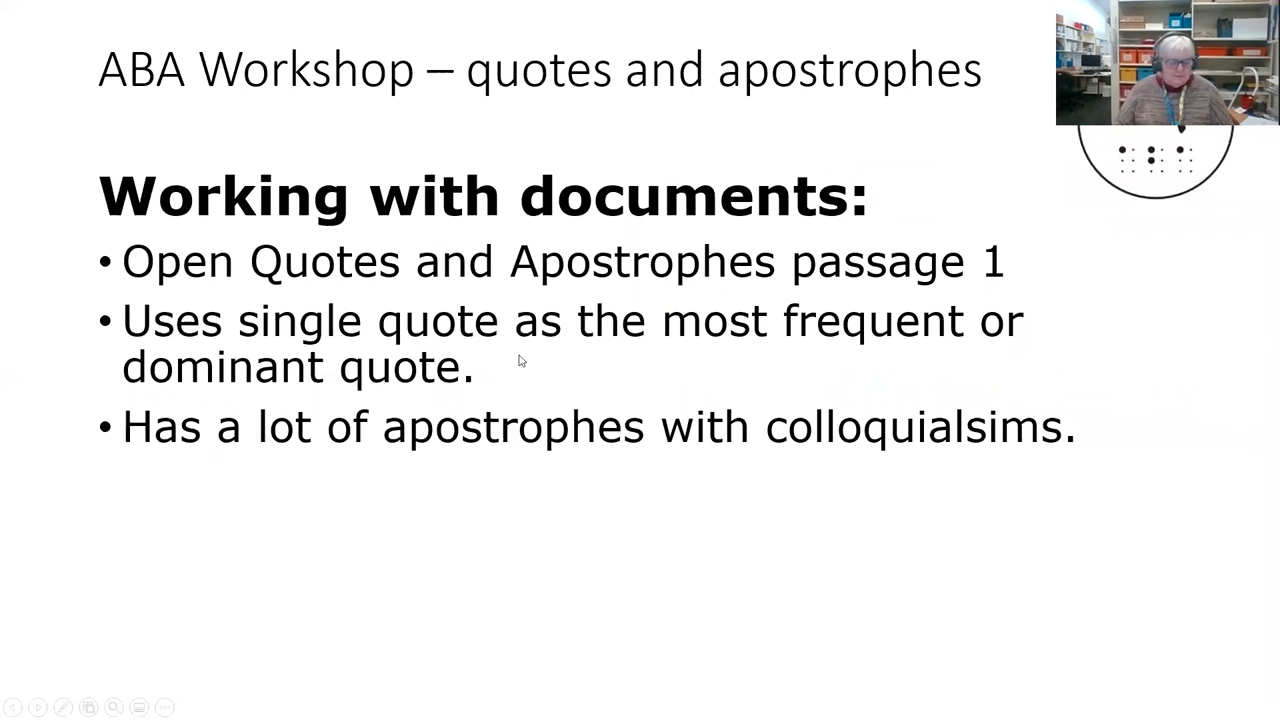 ABA Workshop – quotes and apostrophes
Working with documents:
• Open Quotes and Apostrophes passage 1
• Uses single quote as the most frequent or
dominant quote.
• Has a lot of apostrophes with colloquialsims.